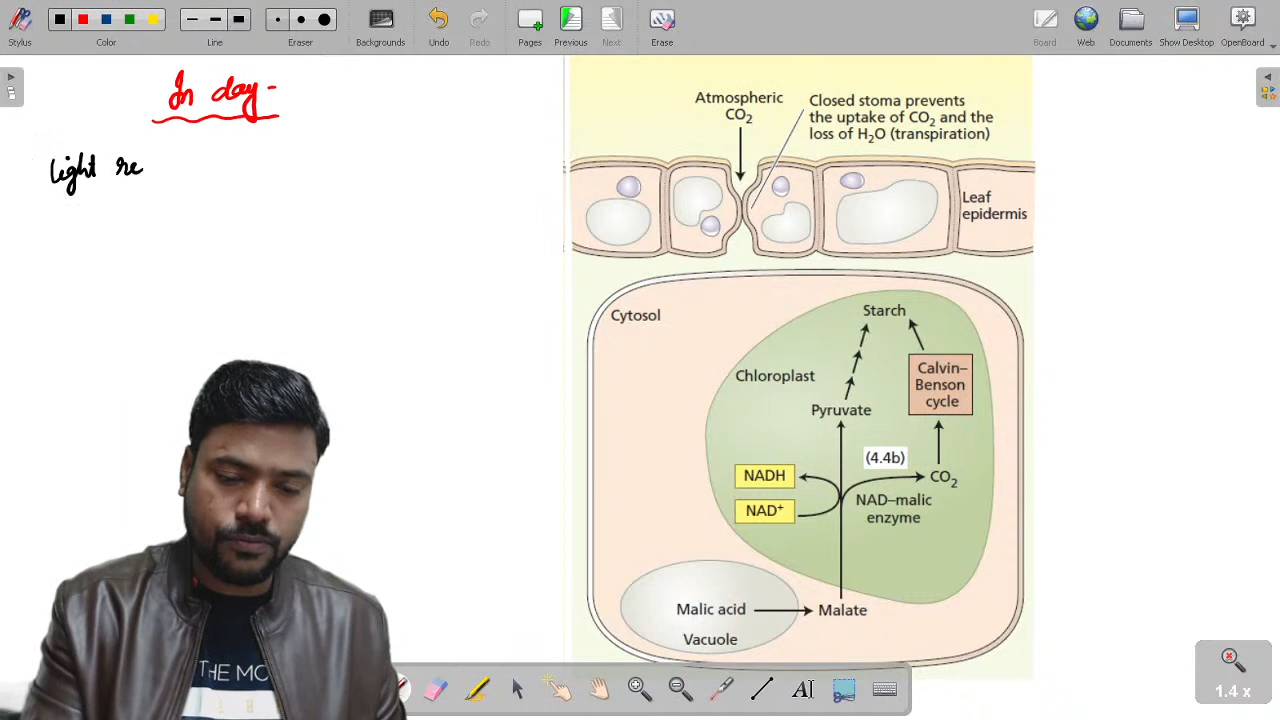 Stylus
Color
Line
Eraser
Backgrounds
Undo
Redo
Pages
Previous
Next
Erase
Board
Web
Documents
Show Desktop
OpenBoard
In day -
light re
Atmospheric
CO2
Closed stoma prevents
the uptake of CO2 and the
loss of H2O (transpiration)
Leaf
epidermis
Cytosol
Starch
Chloroplast
Calvin–
Benson
cycle
Pyruvate
(4.4b)
NADH
CO2
NAD+
NAD–malic
enzyme
Malic acid
Malate
Vacuole
THE MO
1.4 x